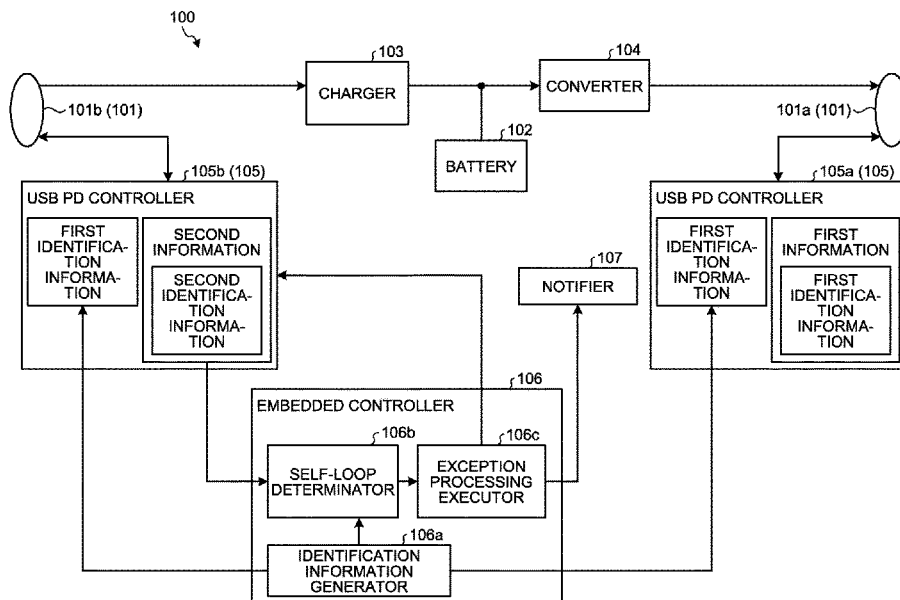 100
103
CHARGER
104
CONVERTER
101b (101)
101a (101)
102
BATTERY
105b (105)
USB PD CONTROLLER
FIRST
IDENTIFICA-
TION
INFORMA-
TION
SECOND
INFORMATION
SECOND
IDENTIFICA-
TION
INFORMA-
TION
105a (105)
USB PD CONTROLLER
FIRST
IDENTIFICA-
TION
INFORMA-
TION
FIRST
INFORMATION
FIRST
IDENTIFICA-
TION
INFORMA-
TION
107
NOTIFIER
106
EMBEDDED CONTROLLER
106b
SELF-LOOP
DETERMINATOR
106c
EXCEPTION
PROCESSING
EXECUTOR
106a
IDENTIFICATION
INFORMATION
GENERATOR